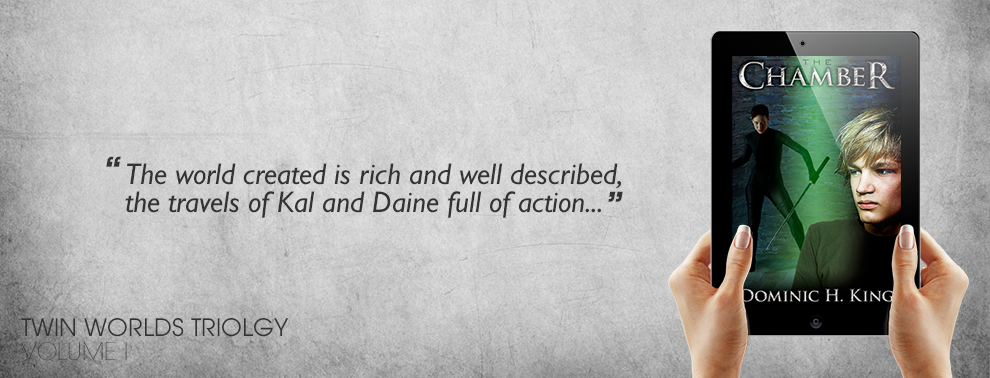 “ The world created is rich and well described,
the travels of Kal and Daine full of action... ”
TWIN WORLDS TRIOLGY
VOLUME I
THE
CHAMBER
DOMINIC H. KING